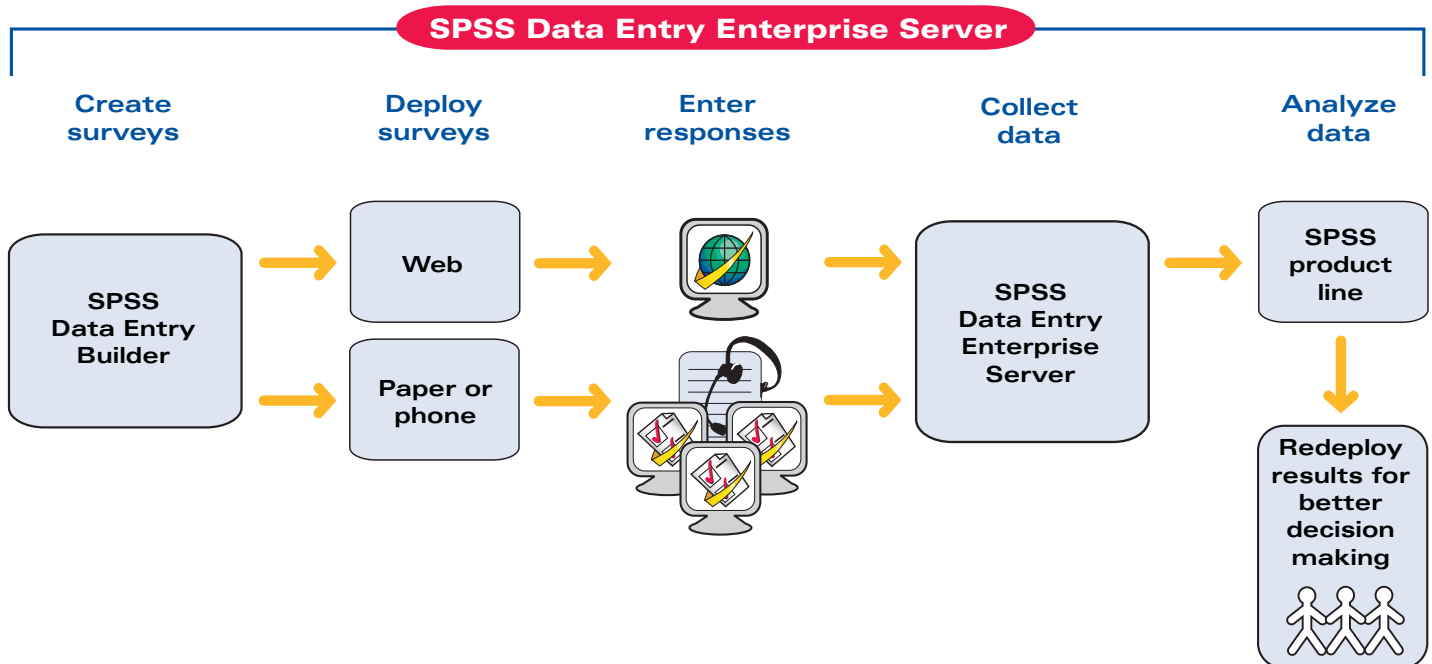 SPSS Data Entry Enterprise Server
Create
surveys
Deploy
surveys
Enter
responses
Collect
data
Analyze
data
SPSS
Data Entry
Builder
Web
Paper or
phone
SPSS
Data Entry
Enterprise
Server
SPSS
product
line
Redeploy
results for
better
decision
making